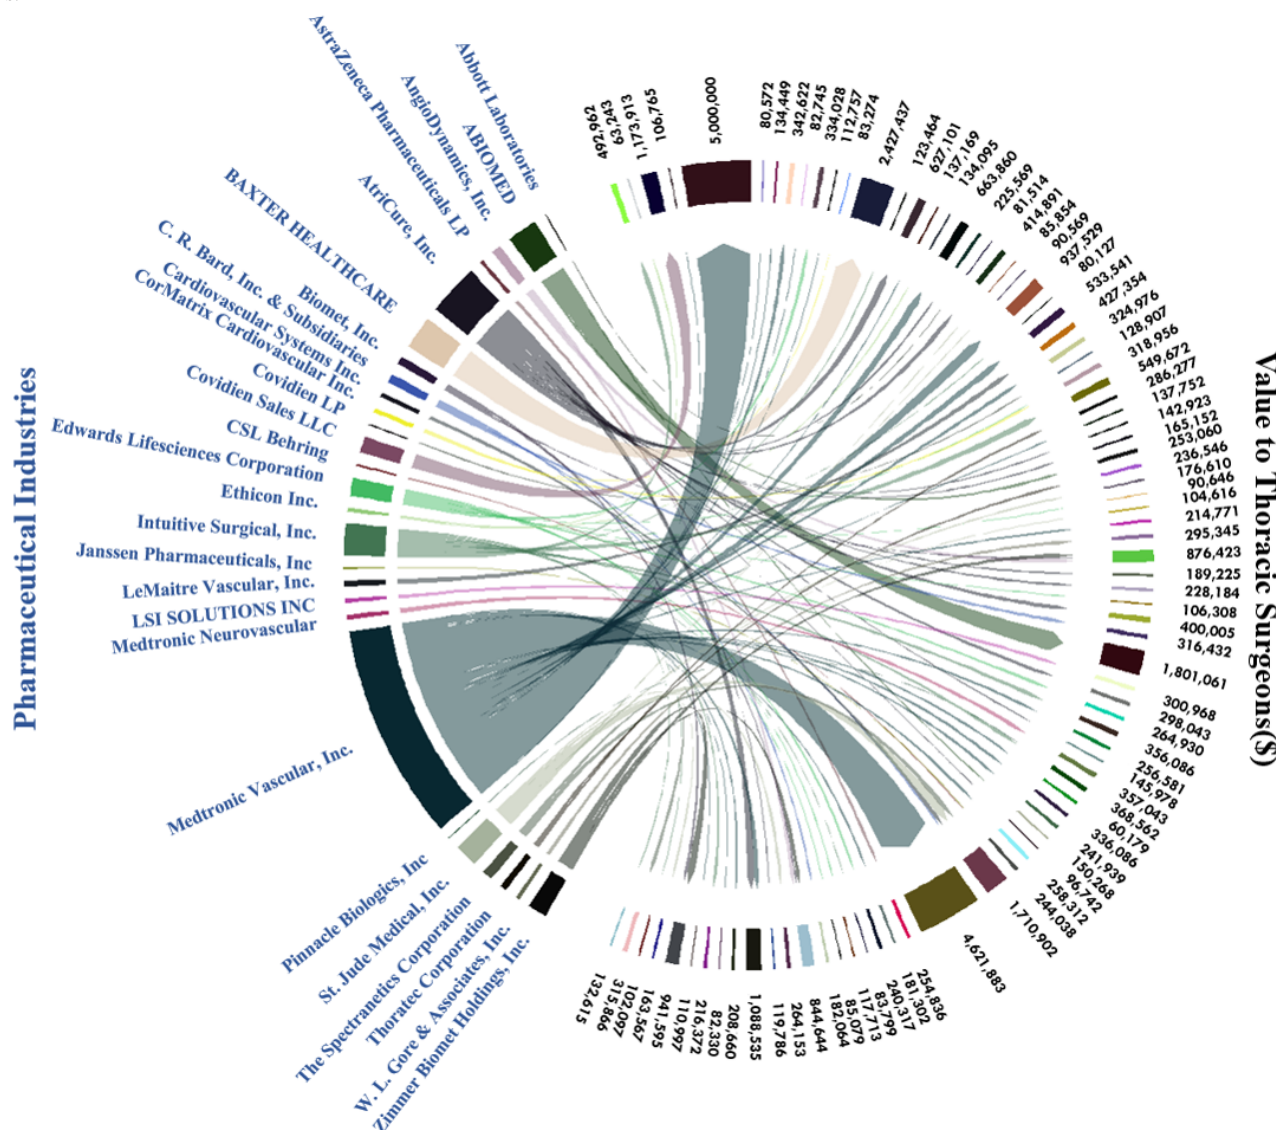 Pharmaceutical Industries
Abbott Laboratories
ABIOMED
AngioDynamics, Inc.
AstraZeneca Pharmaceuticals LP
AtriCure, Inc.
BAXTER HEALTHCARE
Biomet, Inc.
C. R. Bard, Inc. & Subsidiaries
Cardiovascular Systems Inc.
CorMatrix Cardiovascular Inc.
Covidien LP
Covidien Sales LLC
CSL Behring
Edwards Lifesciences Corporation
Ethicon Inc.
Intuitive Surgical, Inc.
Janssen Pharmaceuticals, Inc
LeMaitre Vascular, Inc.
LSI SOLUTIONS INC
Medtronic Neurovascular
Medtronic Vascular, Inc.
Pinnacle Biologics, Inc
St. Jude Medical, Inc.
The Spectranetics Corporation
Thoratec Corporation
W. L. Gore & Associates, Inc.
Zimmer Biomet Holdings, Inc.
492,962
63,243
1,173,913
106,765
5,000,000
80,572
134,449
342,622
82,745
334,028
112,757
83,274
2,427,437
123,464
627,101
137,169
134,095
663,860
225,569
81,514
414,891
85,854
90,569
937,529
80,127
533,541
427,354
324,976
128,907
318,956
549,672
286,277
137,752
142,923
165,152
253,060
236,546
176,610
90,646
104,616
214,771
295,345
876,423
189,225
228,184
106,308
400,005
316,432
1,801,061
300,968
298,043
264,930
356,086
256,581
145,978
357,043
368,562
60,179
336,086
241,939
150,268
96,742
258,312
244,038
1,710,902
4,621,883
254,836
181,302
240,317
83,799
117,713
85,079
182,064
844,644
264,153
119,786
1,088,535
208,660
82,330
216,372
110,997
941,595
163,567
102,097
315,866
132,615
Value to Thoracic Surgeons($)